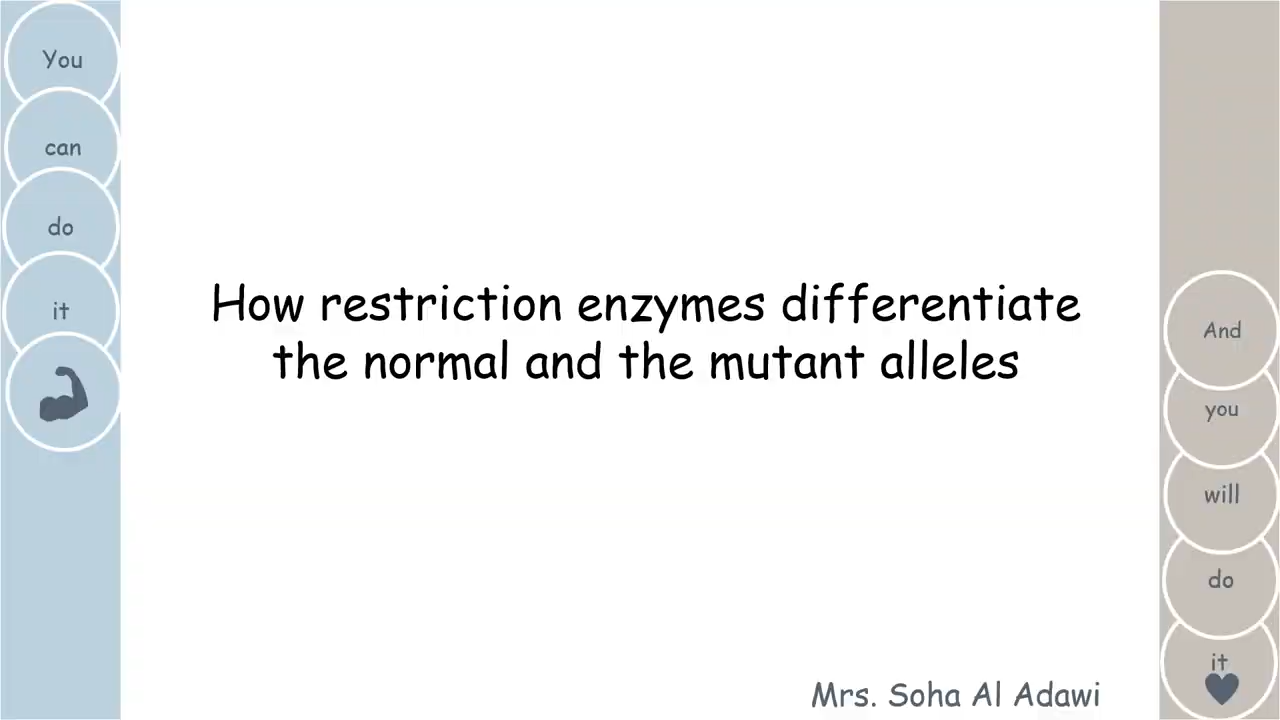 You
can
do
it
How restriction enzymes differentiate
the normal and the mutant alleles
And
you
will
do
it
Mrs. Soha Al Adawi